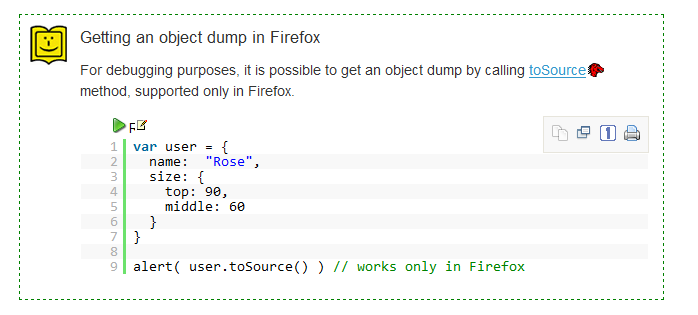 Getting an object dump in Firefox
For debugging purposes, it is possible to get an object dump by calling toSource
method, supported only in Firefox.
1 var user = {
2   name:  "Rose",
3   size: {
4     top: 90,
5     middle: 60
6   }
7 }
8
9 alert( user.toSource() ) // works only in Firefox